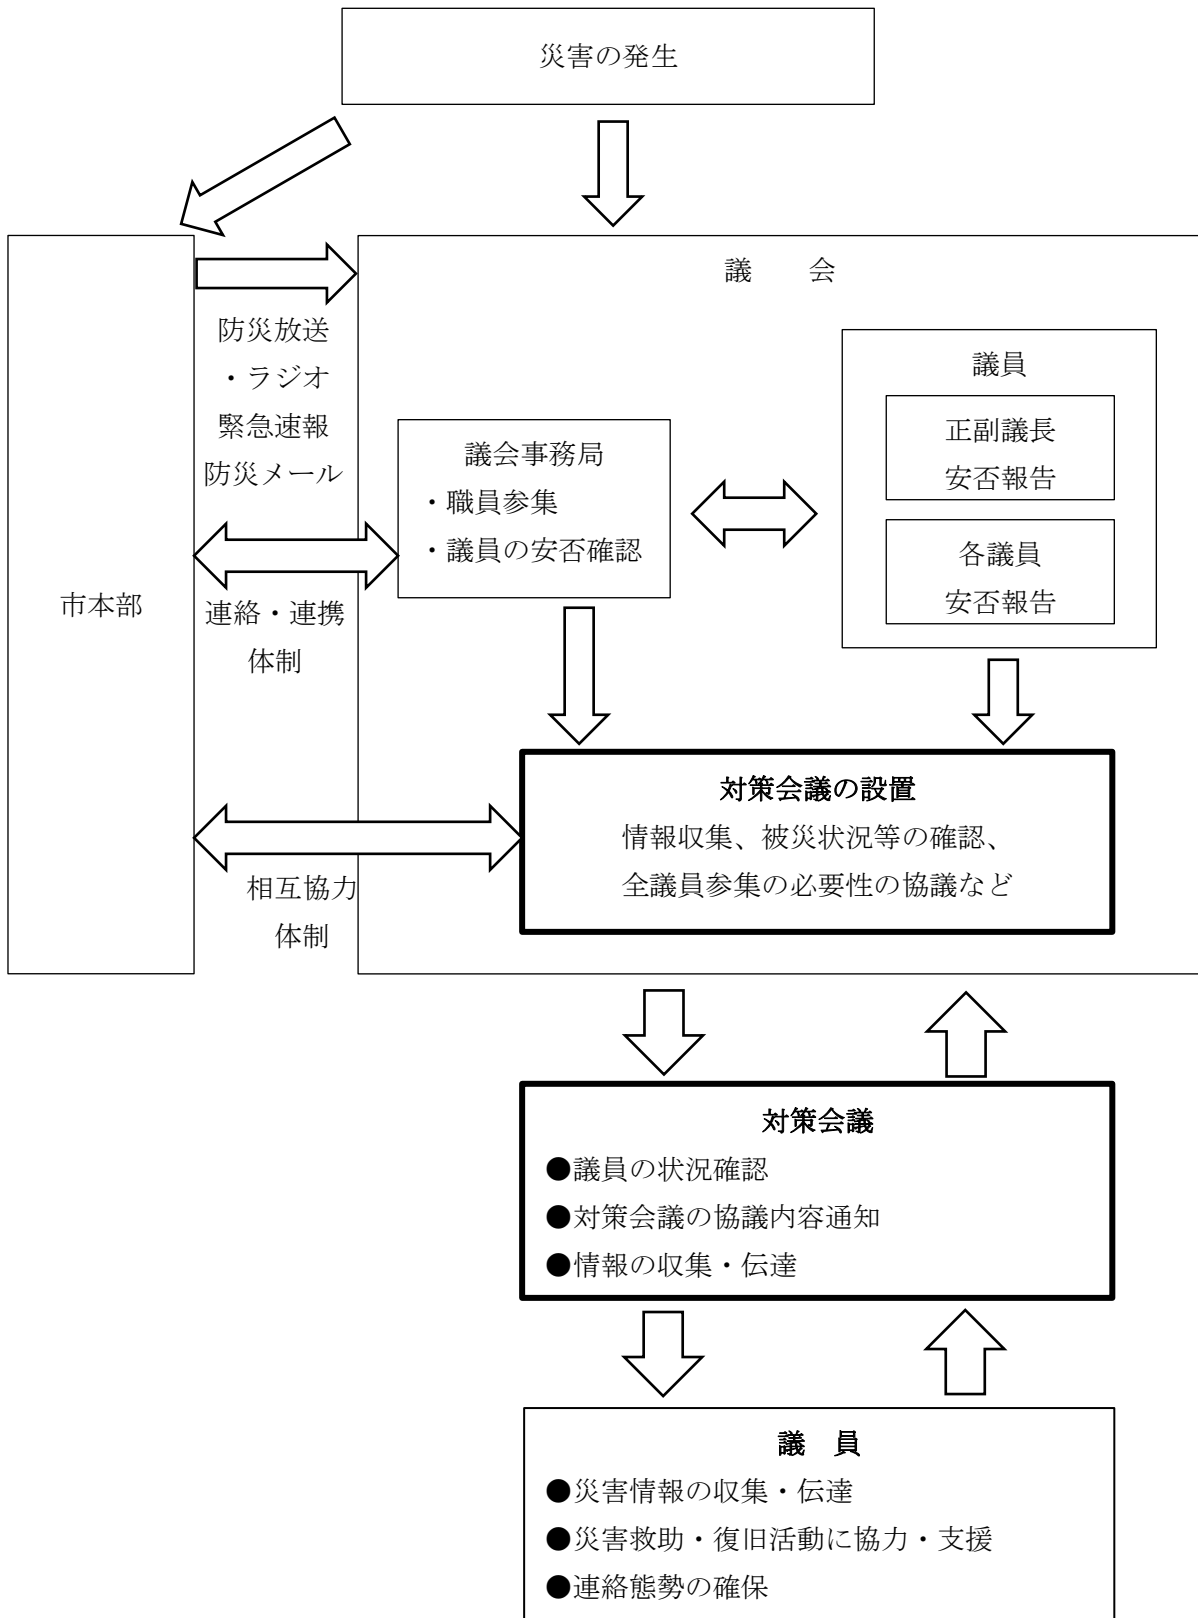 災害の発生
議　会
防災放送
・ラジオ
緊急速報
防災メール
市本部
連絡・連携
体制
議会事務局
・職員参集
・議員の安否確認
議員
正副議長
安否報告
各議員
安否報告
相互協力
体制
対策会議の設置
情報収集、被災状況等の確認、
全議員参集の必要性の協議など
対策会議
●議員の状況確認
●対策会議の協議内容通知
●情報の収集・伝達
議　員
●災害情報の収集・伝達
●災害救助・復旧活動に協力・支援
●連絡態勢の確保